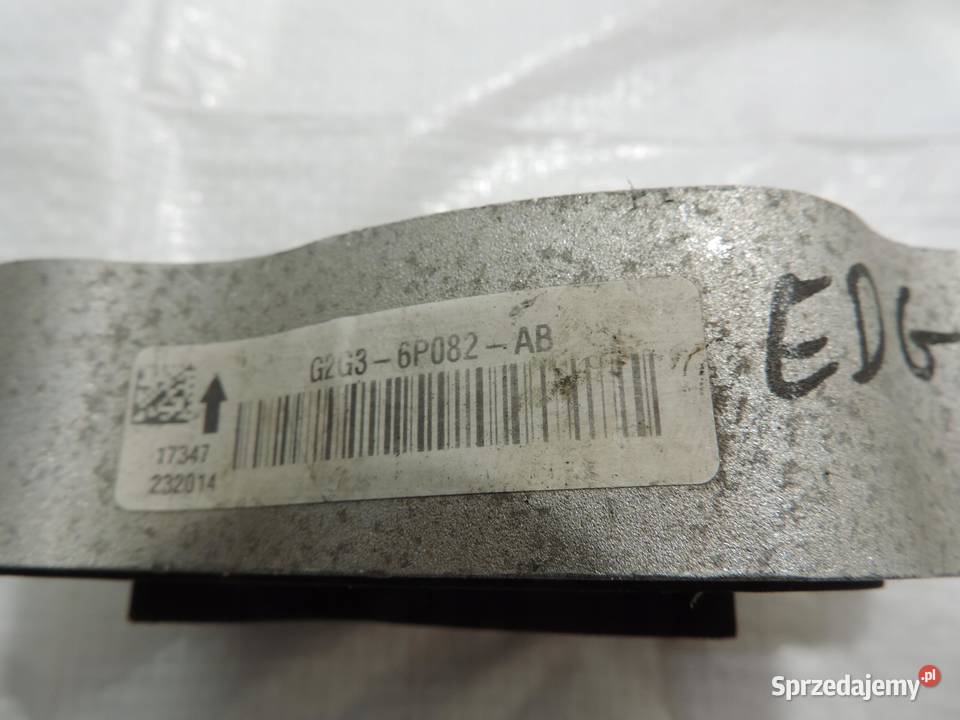 G2G3-6P082-AB
17347
232014
EDG
Sprzedajemy.pl